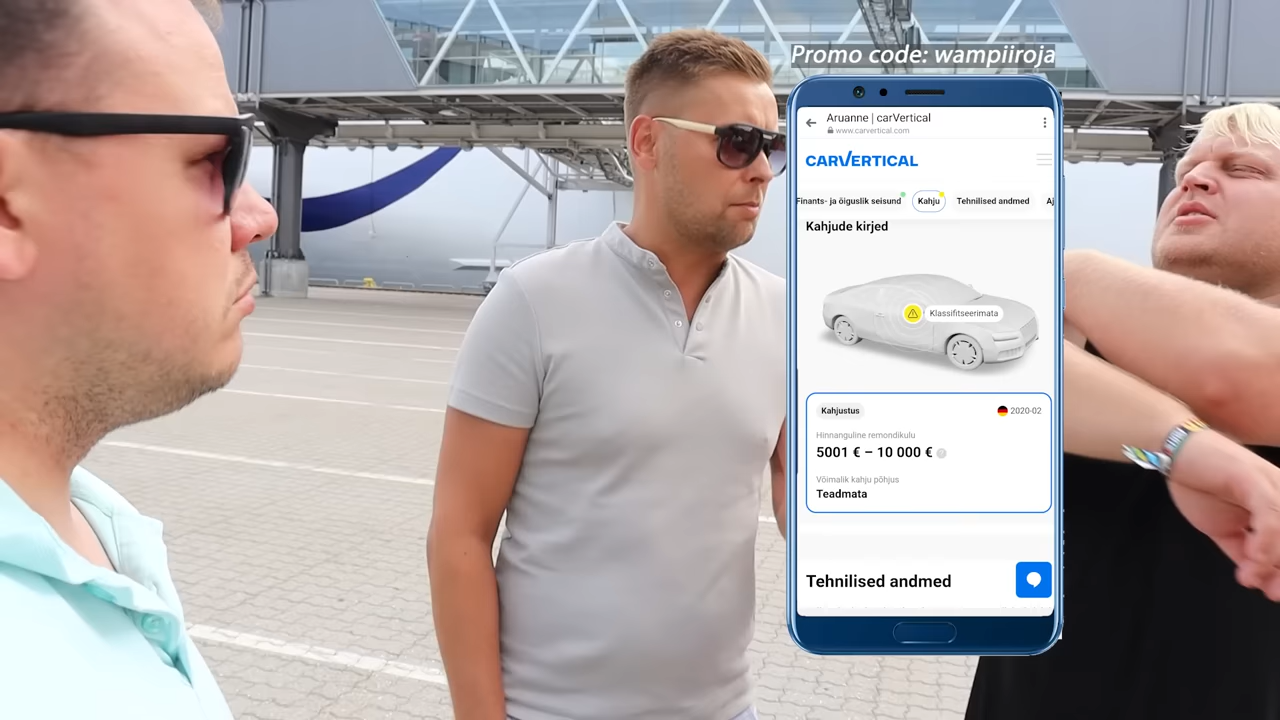 Promo code: wampiiroja
Aruanne | carVertical
www.carvertical.com
CARVERTICAL
Finants- ja õiguslik seisund Kahju Tehnilised andmed Aj
Kahjude kirjed
Klassifitseerimata
Kahjustus 2020-02
Hinnanguline remondikulu
5001 € – 10 000 € ?
Võimalik kahju põhjus
Teadmata
Tehnilised andmed